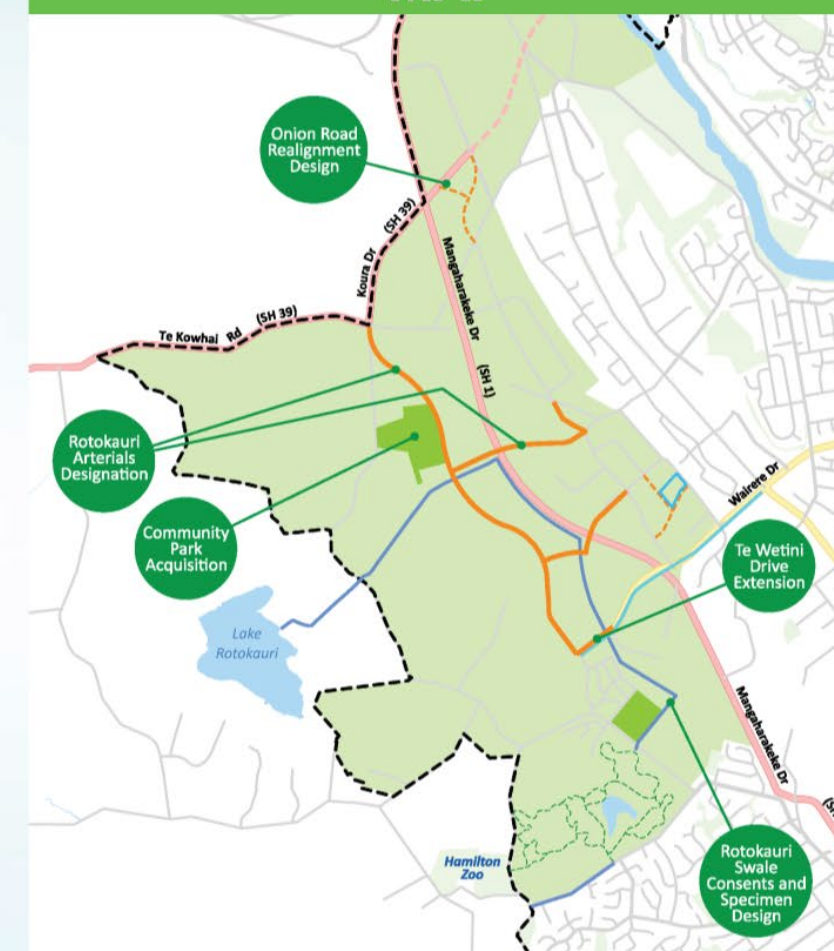 Onion Road
Realignment
Design
(SH 39)
Koura Dr
Mangaharakeke Dr
(SH 39)
Te Kowhai Rd
(SH 1)
Rotokauri
Arterials
Designation
Wairere Dr
Community
Park
Acquisition
Te Wetini
Drive
Extension
Lake
Rotokauri
Mangaharakeke Dr
Hamilton
Zoo
Rotokauri
Swale
Consents and
Specimen
Design